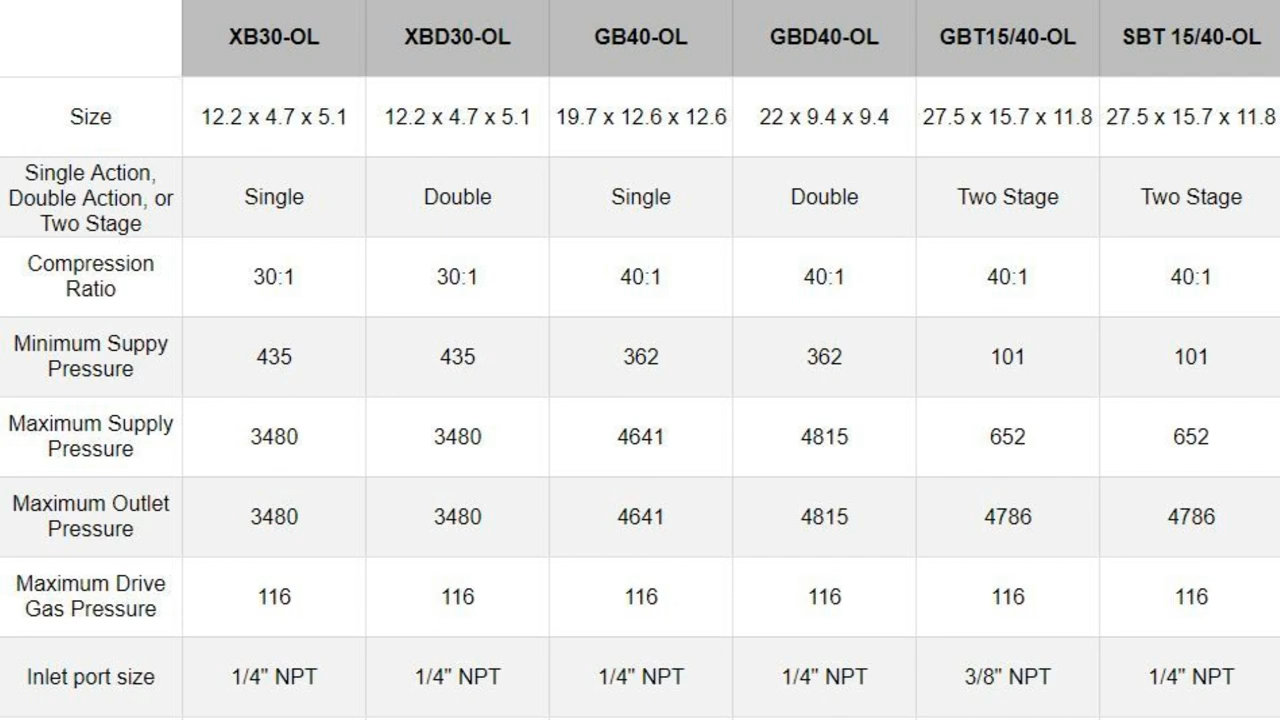 XB30-OL XBD30-OL GB40-OL GBD40-OL GBT15/40-OL SBT 15/40-OL
Size 12.2 x 4.7 x 5.1 12.2 x 4.7 x 5.1 19.7 x 12.6 x 12.6 22 x 9.4 x 9.4 27.5 x 15.7 x 11.8 27.5 x 15.7 x 11.8
Single Action,
Double Action, or
Two Stage
Single Double Single Double Two Stage Two Stage
Compression
Ratio
30:1 30:1 40:1 40:1 40:1 40:1
Minimum Suppy
Pressure
435 435 362 362 101 101
Maximum Supply
Pressure
3480 3480 4641 4815 652 652
Maximum Outlet
Pressure
3480 3480 4641 4815 4786 4786
Maximum Drive
Gas Pressure
116 116 116 116 116 116
Inlet port size 1/4" NPT 1/4" NPT 1/4" NPT 1/4" NPT 3/8" NPT 1/4" NPT